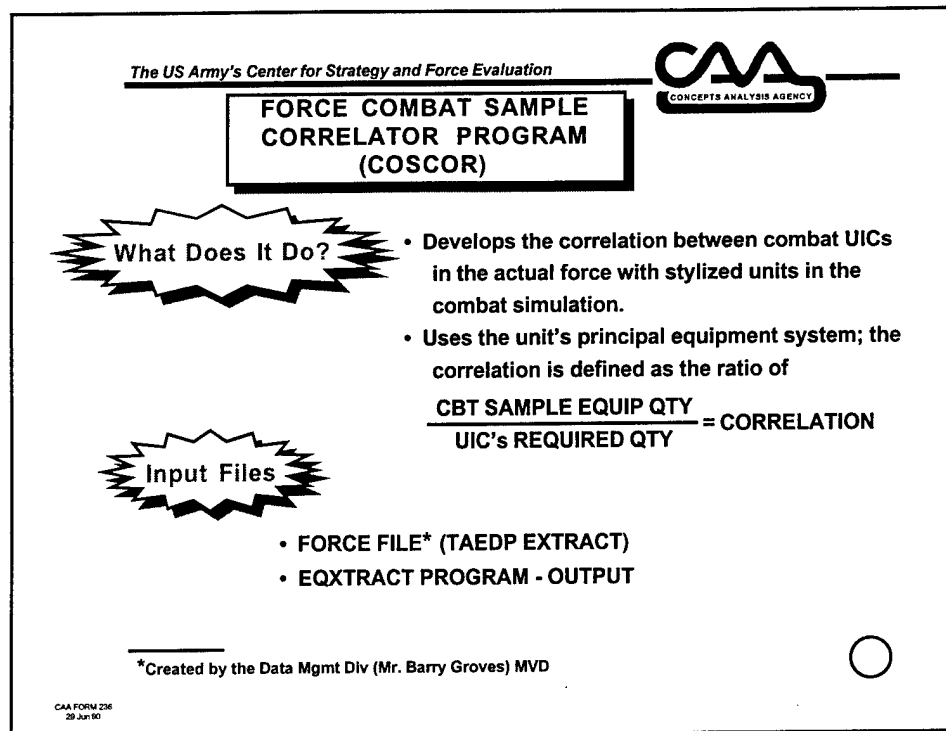 The US Army's Center for Strategy and Force Evaluation
CAA
CONCEPTS ANALYSIS AGENCY
FORCE COMBAT SAMPLE
CORRELATOR PROGRAM
(COSCOR)
What Does It Do?
• Develops the correlation between combat UICs
in the actual force with stylized units in the
combat simulation.
• Uses the unit's principal equipment system; the
correlation is defined as the ratio of
CBT SAMPLE EQUIP QTY
UIC's REQUIRED QTY
= CORRELATION
Input Files
• FORCE FILE* (TAEDP EXTRACT)
• EQXTRACT PROGRAM - OUTPUT
*Created by the Data Mgmt Div (Mr. Barry Groves) MVD
CAA FORM 236
29 Jun 90